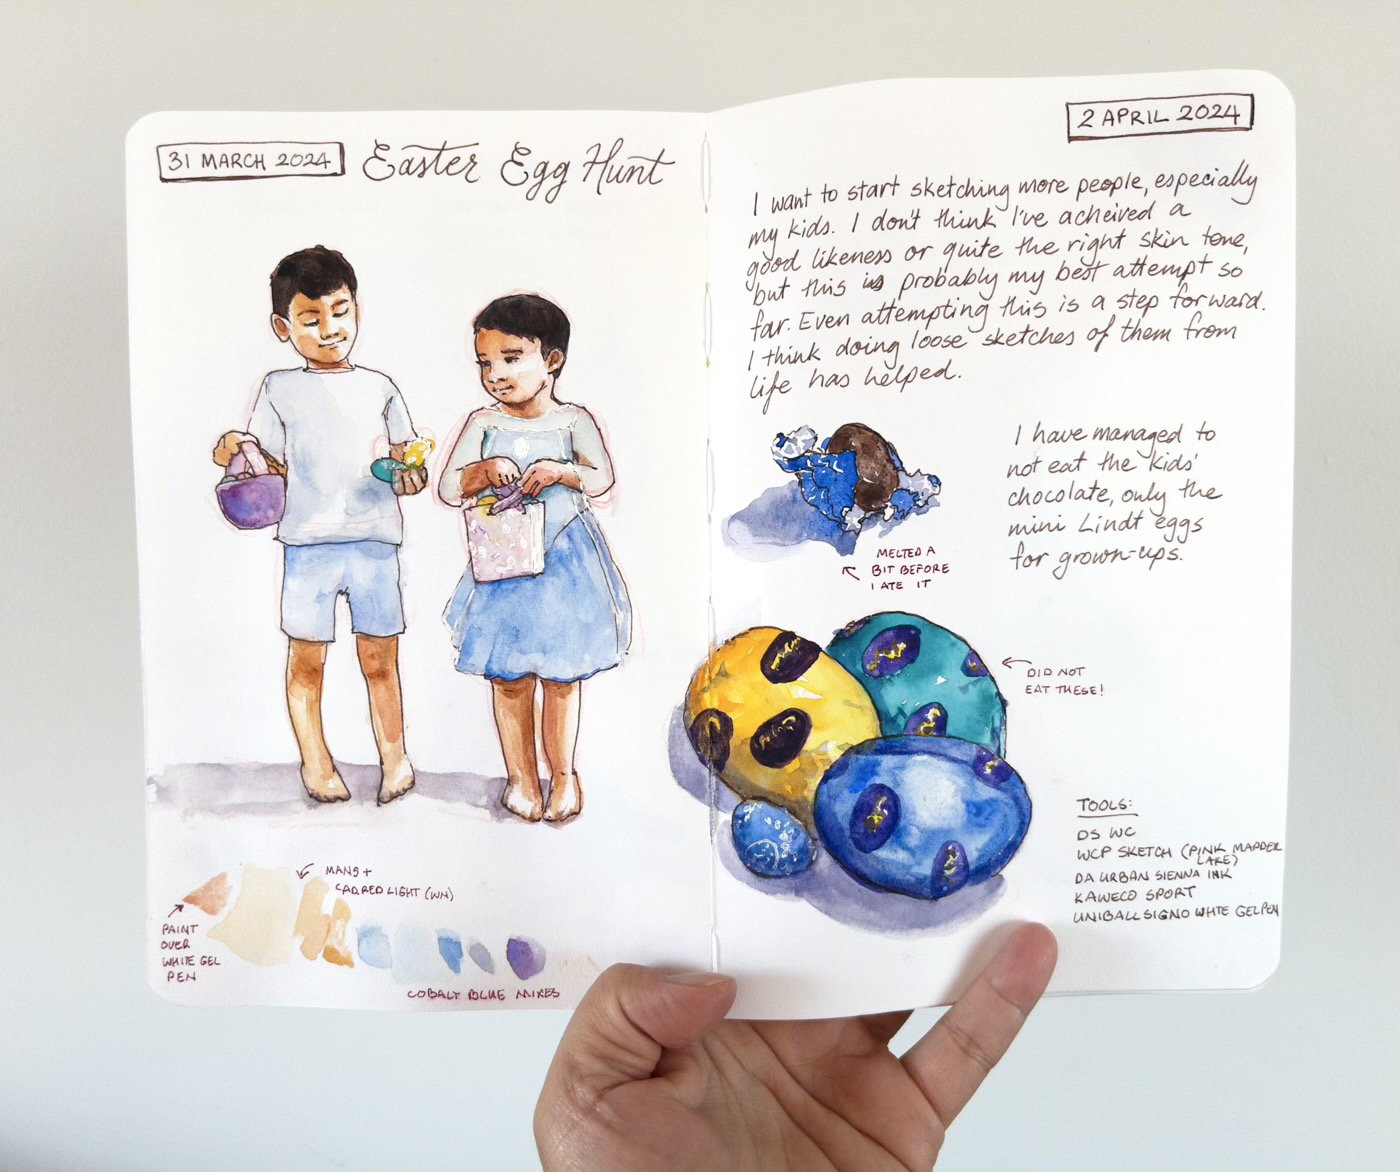 31 MARCH 2024
Easter Egg Hunt
MANS +
CAD RED LIGHT (WN)
PAINT
OVER
WHITE GEL
PEN
COBALT BLUE MIXES
2 APRIL 2024
I want to start sketching more people, especially
my kids. I don't think I've acheived a
good likeness or quite the right skin tone,
but this is probably my best attempt so
far. Even attempting this is a step forward.
I think doing loose sketches of them from
life has helped.
I have managed to
not eat the kids'
chocolate, only the
mini Lindt eggs
for grown-ups.
MELTED A
BIT BEFORE
I ATE IT
DID NOT
EAT THESE!
TOOLS:
DS WC
WCP SKETCH (PINK MADDER
LAKE)
DA URBAN SIENNA INK
KAWECO SPORT
UNIBALL SIGNO WHITE GELPEN